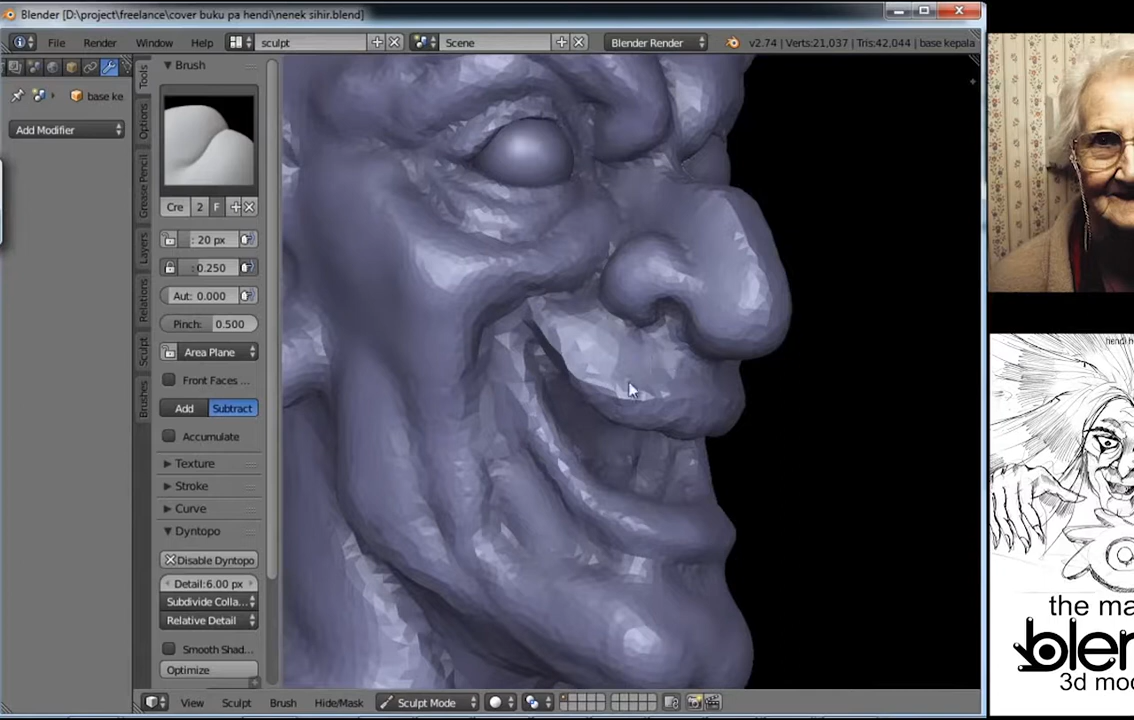 Blender [D:\project\freelance\cover buku pa hendi\nenek sihir.blend]
File Render Window Help sculpt Scene Blender Render v2.74 | Verts:21,037 | Tris:42,044 | base kepala
base ke
Add Modifier
Tools
Options
Grease Pencil
Layers
Relations
Sculpt
Brushes
Brush
Cre 2 F
: 20 px
: 0.250
Aut: 0.000
Pinch: 0.500
Area Plane
Front Faces ...
Add Subtract
Accumulate
Texture
Stroke
Curve
Dyntopo
Disable Dyntopo
Detail:6.00 px
Subdivide Colla...
Relative Detail
Smooth Shad...
Optimize
View Sculpt Brush Hide/Mask Sculpt Mode
the ma
blen
3d mod